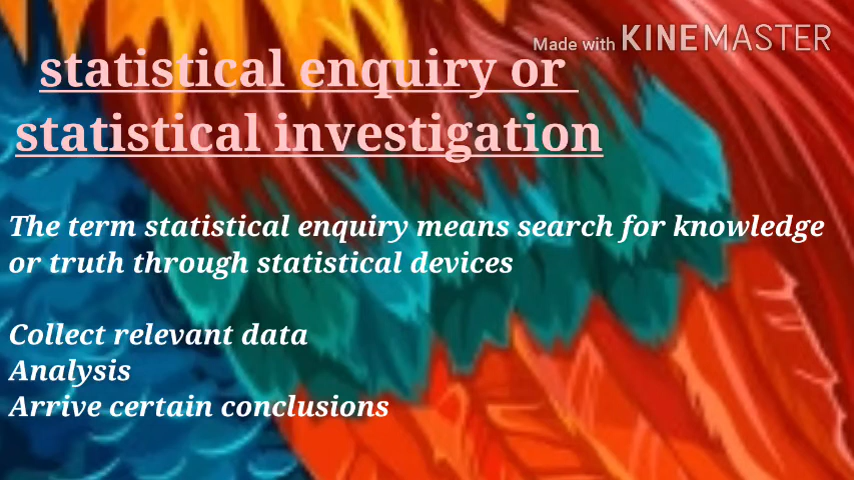 Made with KINEMASTER
statistical enquiry or
statistical investigation
The term statistical enquiry means search for knowledge
or truth through statistical devices
Collect relevant data
Analysis
Arrive certain conclusions